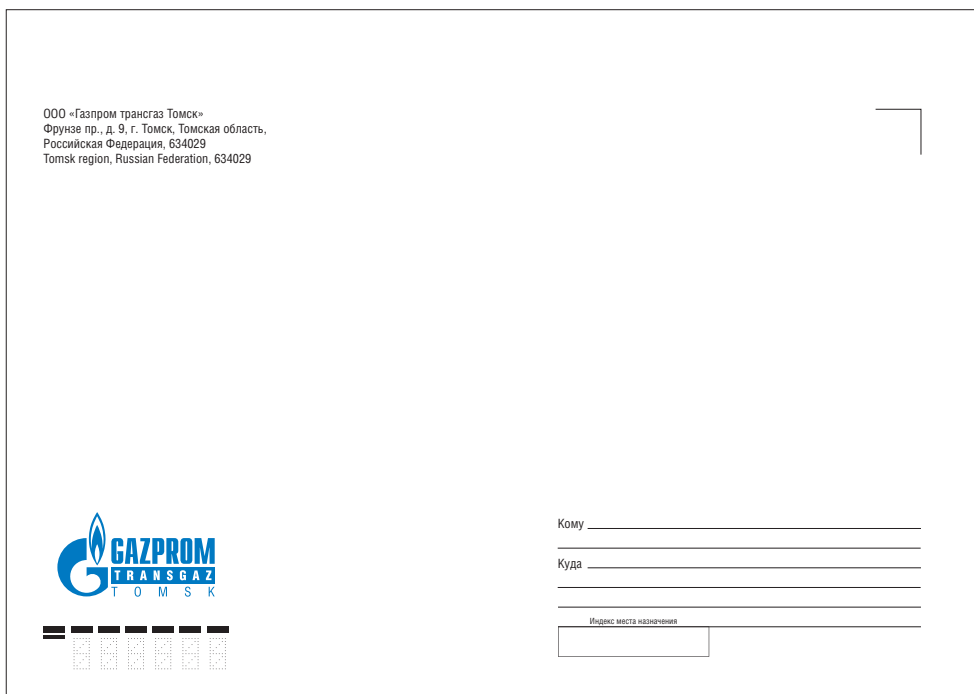 ООО «Газпром трансгаз Томск»
Фрунзе пр., д. 9, г. Томск, Томская область,
Российская Федерация, 634029
Tomsk region, Russian Federation, 634029
GAZPROM
TRANSGAZ
TOMSK
Кому
Куда
Индекс места назначения